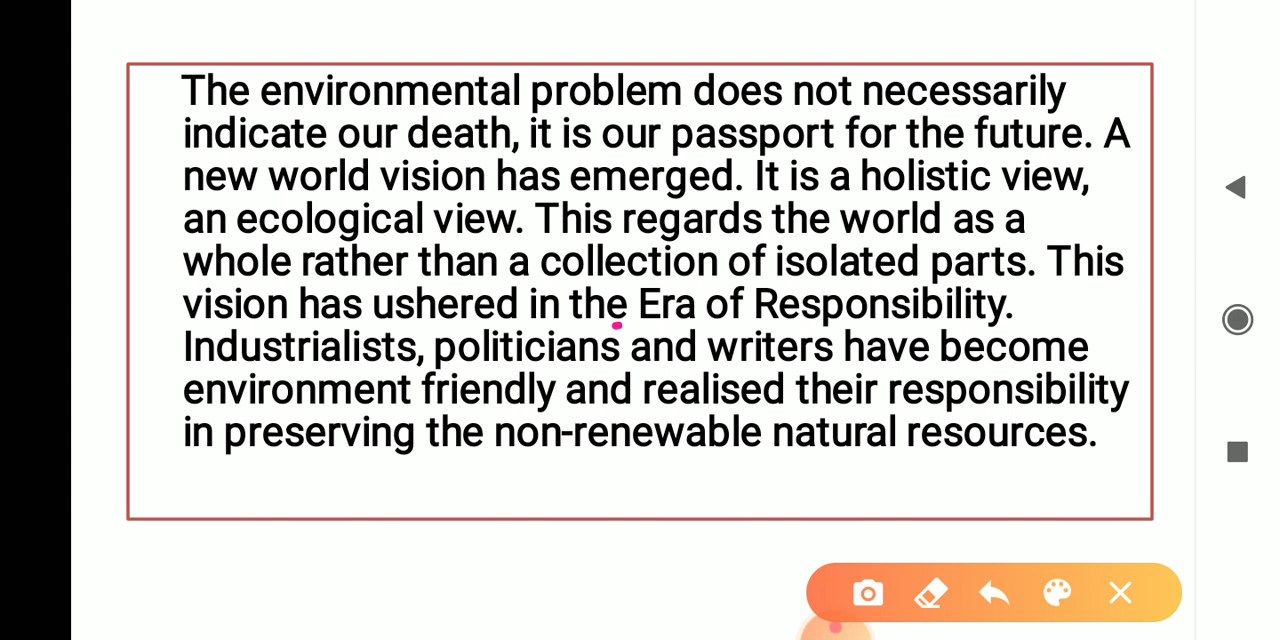 The environmental problem does not necessarily
indicate our death, it is our passport for the future. A
new world vision has emerged. It is a holistic view,
an ecological view. This regards the world as a
whole rather than a collection of isolated parts. This
vision has ushered in the Era of Responsibility.
Industrialists, politicians and writers have become
environment friendly and realised their responsibility
in preserving the non-renewable natural resources.